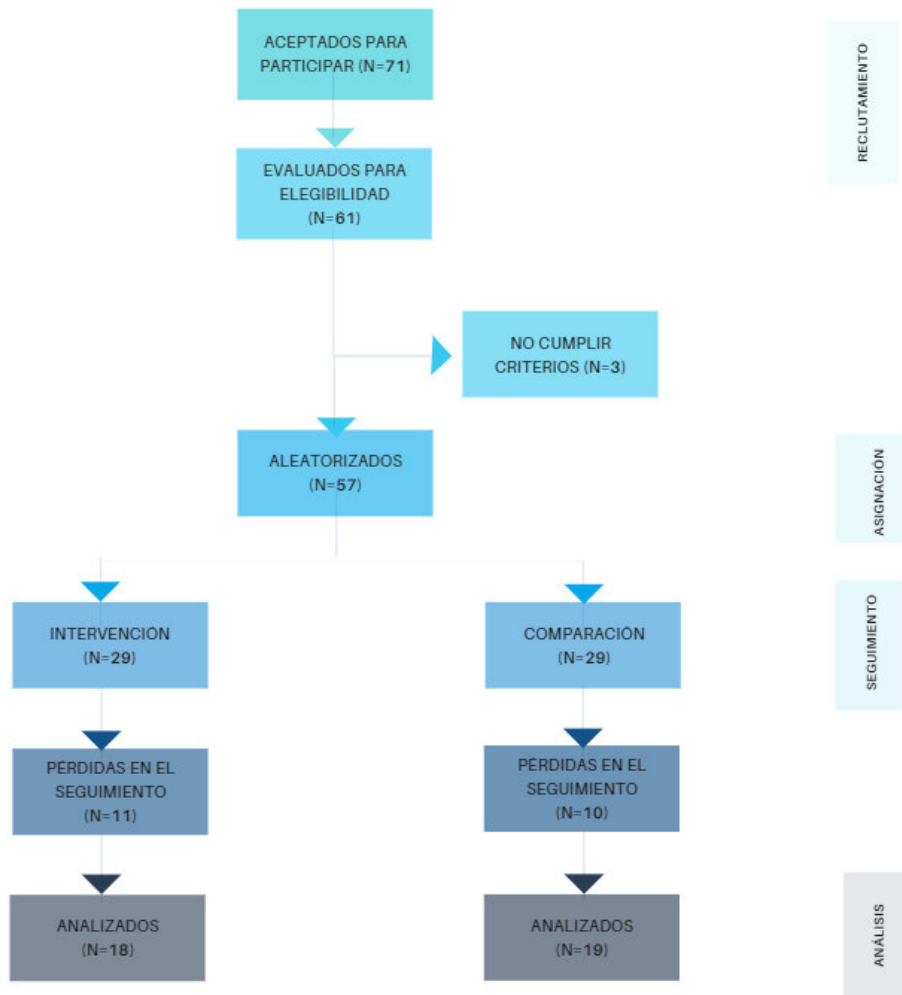 ACEPTADOS PARA
PARTICIPAR (N=71)
RECLUTAMIENTO
EVALUADOS PARA
ELEGIBILIDAD
(N=61)
NO CUMPLIR
CRITERIOS (N=3)
ALEATORIZADOS
(N=57)
ASIGNACIÓN
INTERVENCIÓN
(N=29)
COMPARACIÓN
(N=29)
SEGUIMIENTO
PÉRDIDAS EN EL
SEGUIMIENTO
(N=11)
PÉRDIDAS EN EL
SEGUIMIENTO
(N=10)
ANALIZADOS
(N=18)
ANALIZADOS
(N=19)
ANÁLISIS